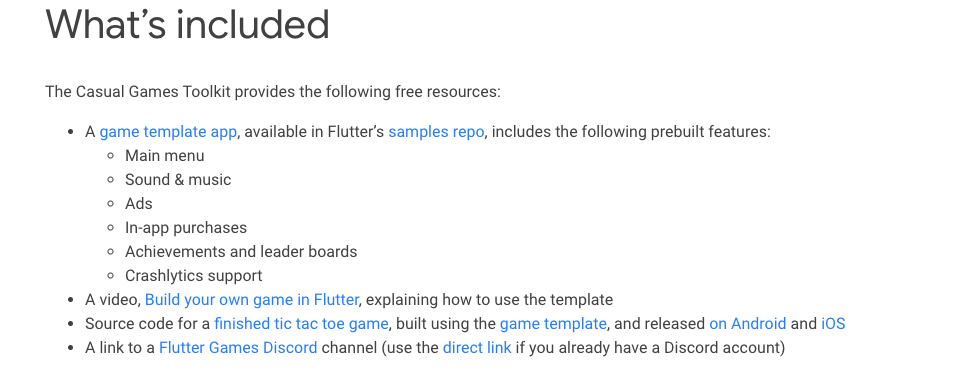 What’s included
The Casual Games Toolkit provides the following free resources:
• A game template app, available in Flutter’s samples repo, includes the following prebuilt features:
◦ Main menu
◦ Sound & music
◦ Ads
◦ In-app purchases
◦ Achievements and leader boards
◦ Crashlytics support
• A video, Build your own game in Flutter, explaining how to use the template
• Source code for a finished tic tac toe game, built using the game template, and released on Android and iOS
• A link to a Flutter Games Discord channel (use the direct link if you already have a Discord account)